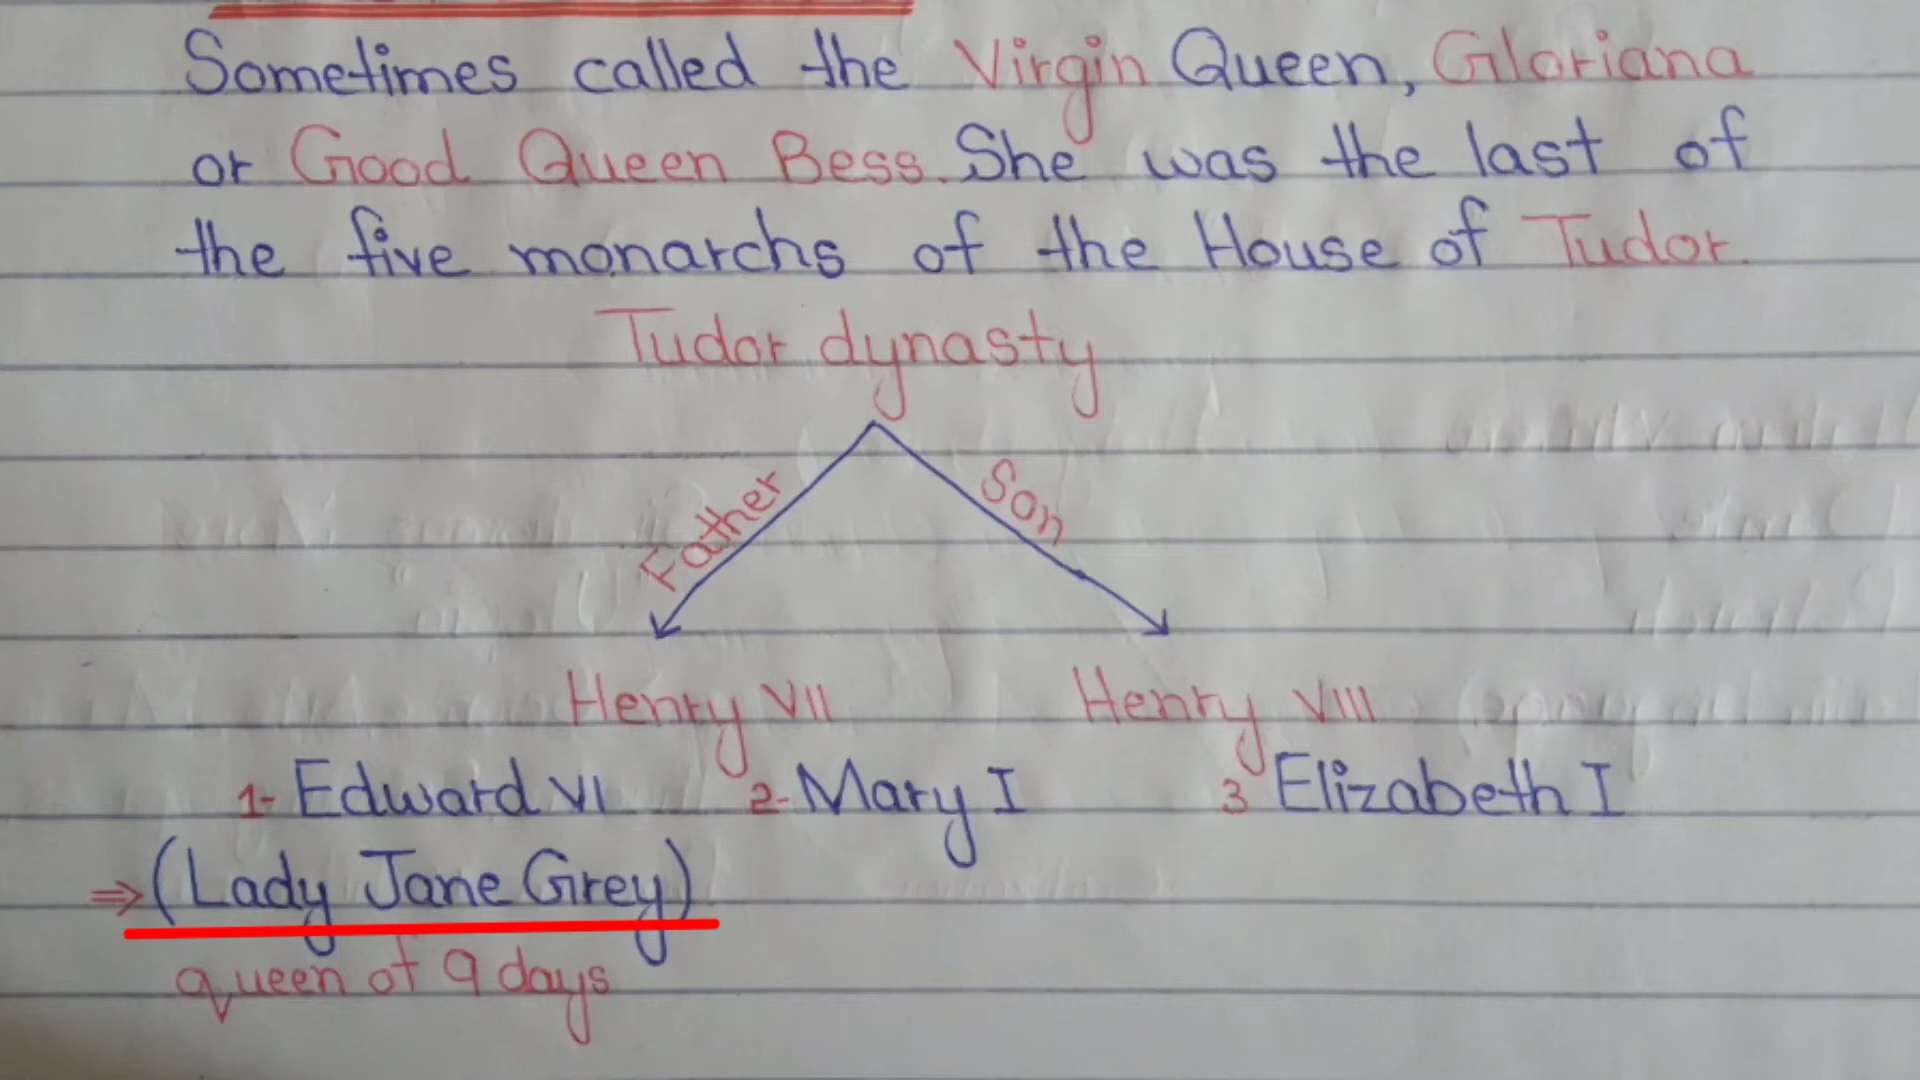 Sometimes called the Virgin Queen, Gloriana
or Good Queen Bess. She was the last of
the five monarchs of the House of Tudor
Tudor dynasty
Father
Son
Henry VII
Henry VIII
1- Edward VI 2- Mary I 3 Elizabeth I
⇒ (Lady Jane Grey)
queen of 9 days